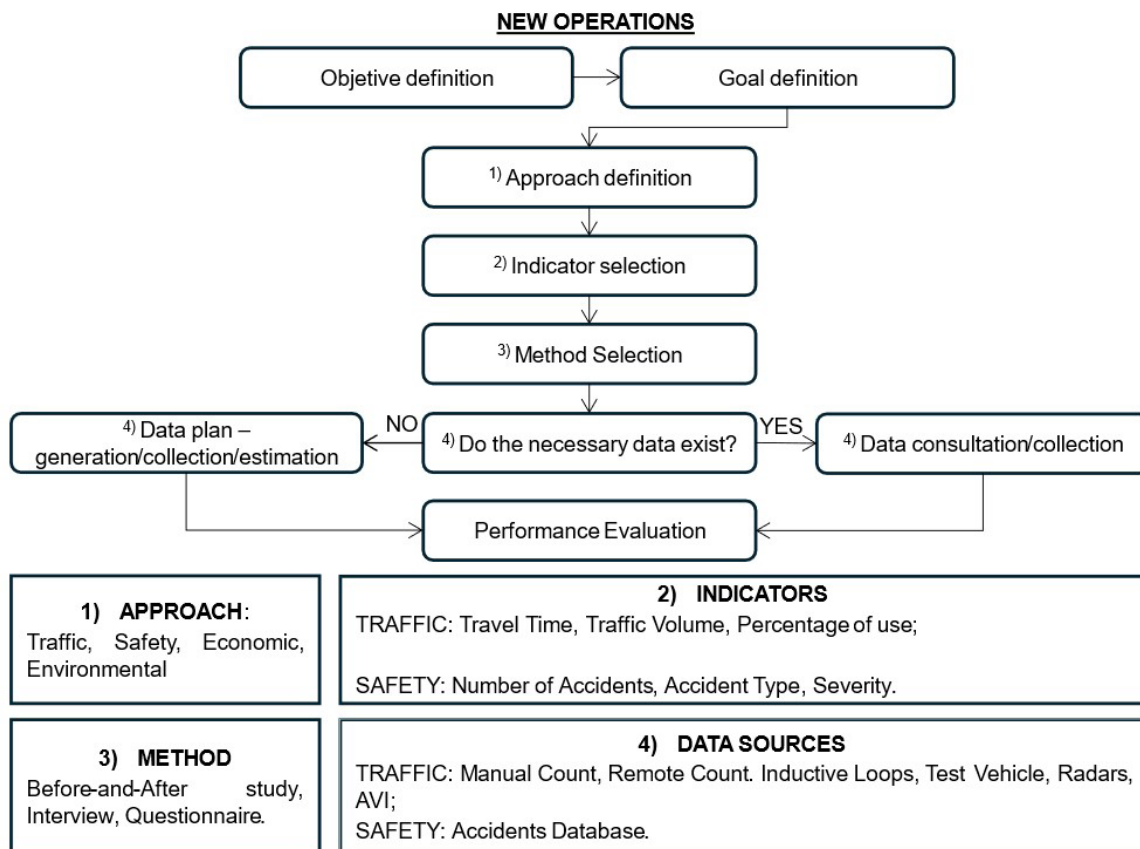 NEW OPERATIONS
Objetive definition
Goal definition
1) Approach definition
2) Indicator selection
3) Method Selection
4) Data plan –
generation/collection/estimation
NO
4) Do the necessary data exist?
YES
4) Data consultation/collection
Performance Evaluation
1) APPROACH:
Traffic, Safety, Economic,
Environmental
2) INDICATORS
TRAFFIC: Travel Time, Traffic Volume, Percentage of use;
SAFETY: Number of Accidents, Accident Type, Severity.
3) METHOD
Before-and-After study,
Interview, Questionnaire.
4) DATA SOURCES
TRAFFIC: Manual Count, Remote Count. Inductive Loops, Test Vehicle, Radars,
AVI;
SAFETY: Accidents Database.